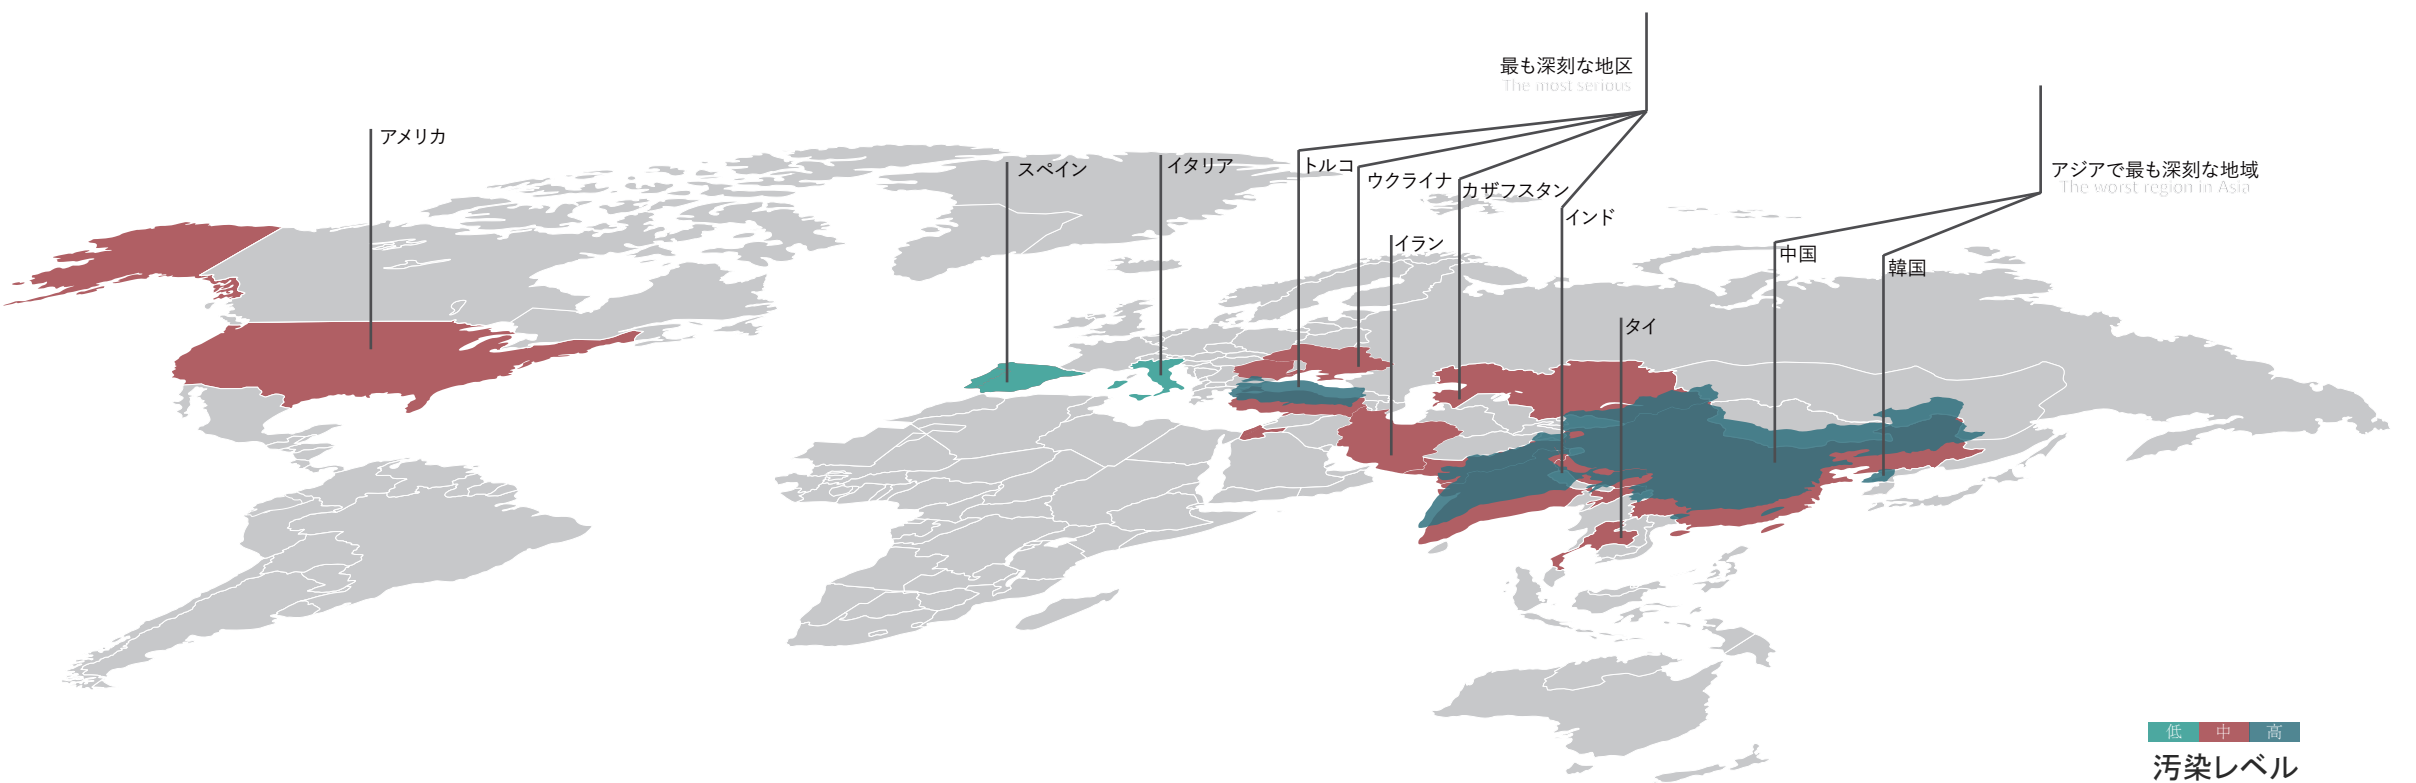 最も深刻な地区
The most serious
アメリカ
スペイン
イタリア
トルコ
ウクライナ
カザフスタン
インド
イラン
タイ
アジアで最も深刻な地域
The worst region in Asia
中国
韓国
低 中 高
汚染レベル